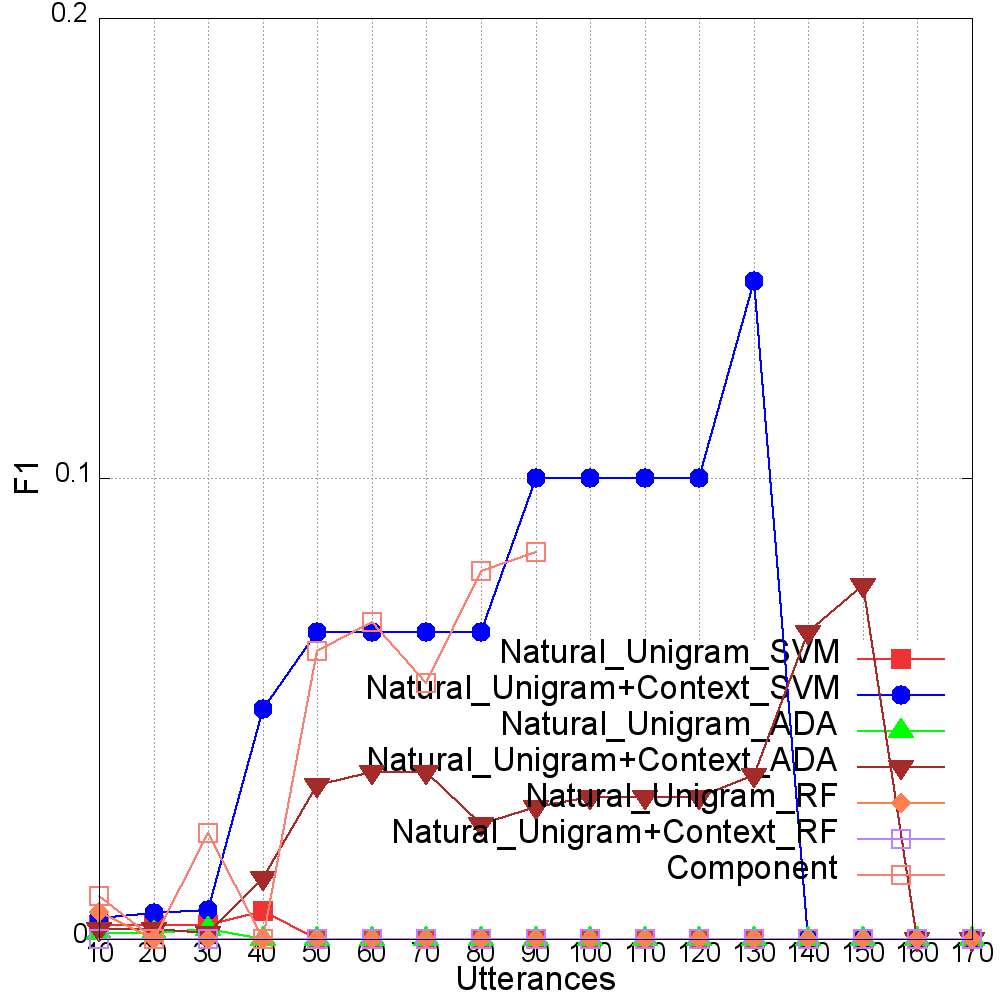 0.2
0.1
0
F1
Natural_Unigram_SVM
Natural_Unigram+Context_SVM
Natural_Unigram_ADA
Natural_Unigram+Context_ADA
Natural_Unigram_RF
Natural_Unigram+Context_RF
Component
10 20 30 40 50 60 70 80 90 100 110 120 130 140 150 160 170
Utterances